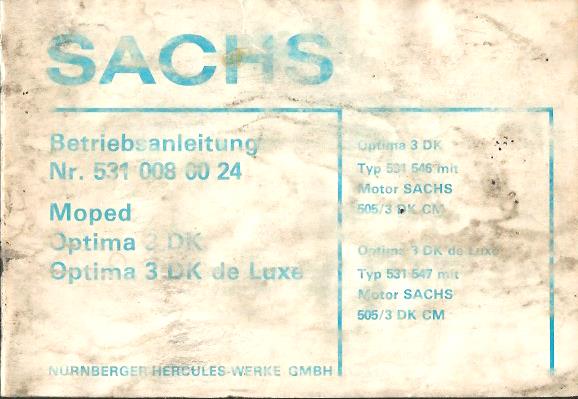 SACHS
Betriebsanleitung
Nr. 531 008 00 24
Moped
Optima 3 DK
Optima 3 DK de Luxe
NÜRNBERGER HERCULES-WERKE GMBH
Optima 3 DK
Typ 531 546 mit
Motor SACHS
505/3 DK CM
Optima 3 DK de Luxe
Typ 531 547 mit
Motor SACHS
505/3 DK CM